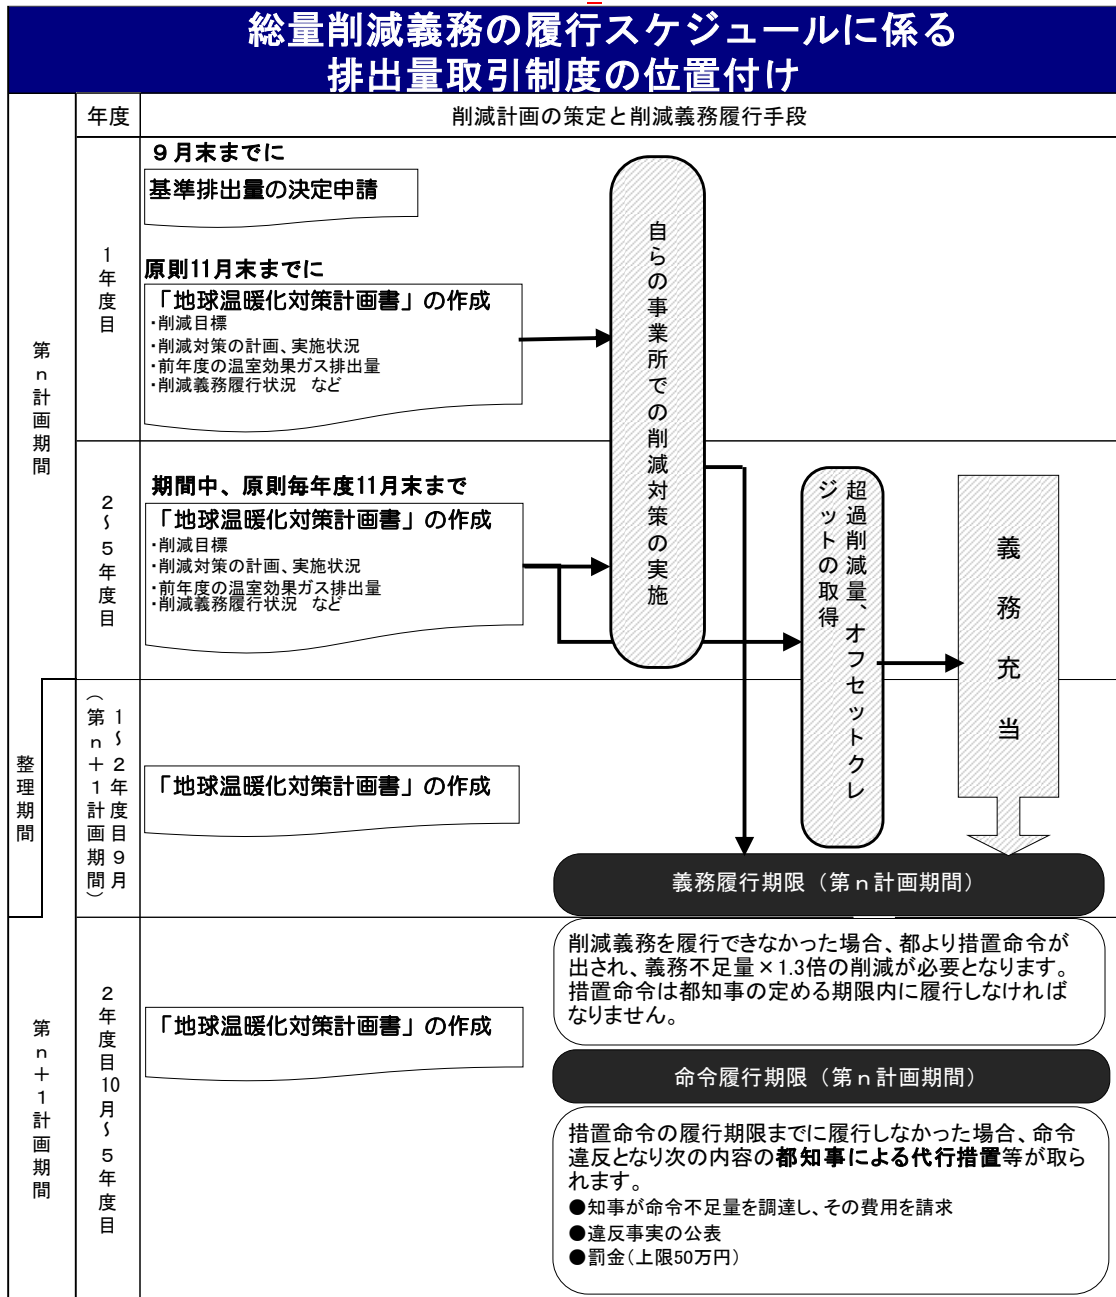 総量削減義務の履行スケジュールに係る
排出量取引制度の位置付け
年度
削減計画の策定と削減義務履行手段
第n計画期間
1年度目
9月末までに
基準排出量の決定申請
原則11月末までに
「地球温暖化対策計画書」の作成
・削減目標
・削減対策の計画、実施状況
・前年度の温室効果ガス排出量
・削減義務履行状況 など
自らの事業所での削減対策の実施
2~5年度目
期間中、原則毎年度11月末まで
「地球温暖化対策計画書」の作成
・削減目標
・削減対策の計画、実施状況
・前年度の温室効果ガス排出量
・削減義務履行状況 など
超過削減量、オフセットクレ
ジットの取得
義務充当
整理期間
1~2年度目9月
(第n+1計画期間)
「地球温暖化対策計画書」の作成
義務履行期限(第n計画期間)
第n+1計画期間
2年度目10月~5年度目
「地球温暖化対策計画書」の作成
削減義務を履行できなかった場合、都より措置命令が
出され、義務不足量×1.3倍の削減が必要となります。
措置命令は都知事の定める期限内に履行しなければ
なりません。
命令履行期限(第n計画期間)
措置命令の履行期限までに履行しなかった場合、命令
違反となり次の内容の都知事による代行措置等が取ら
れます。
●知事が命令不足量を調達し、その費用を請求
●違反事実の公表
●罰金(上限50万円)